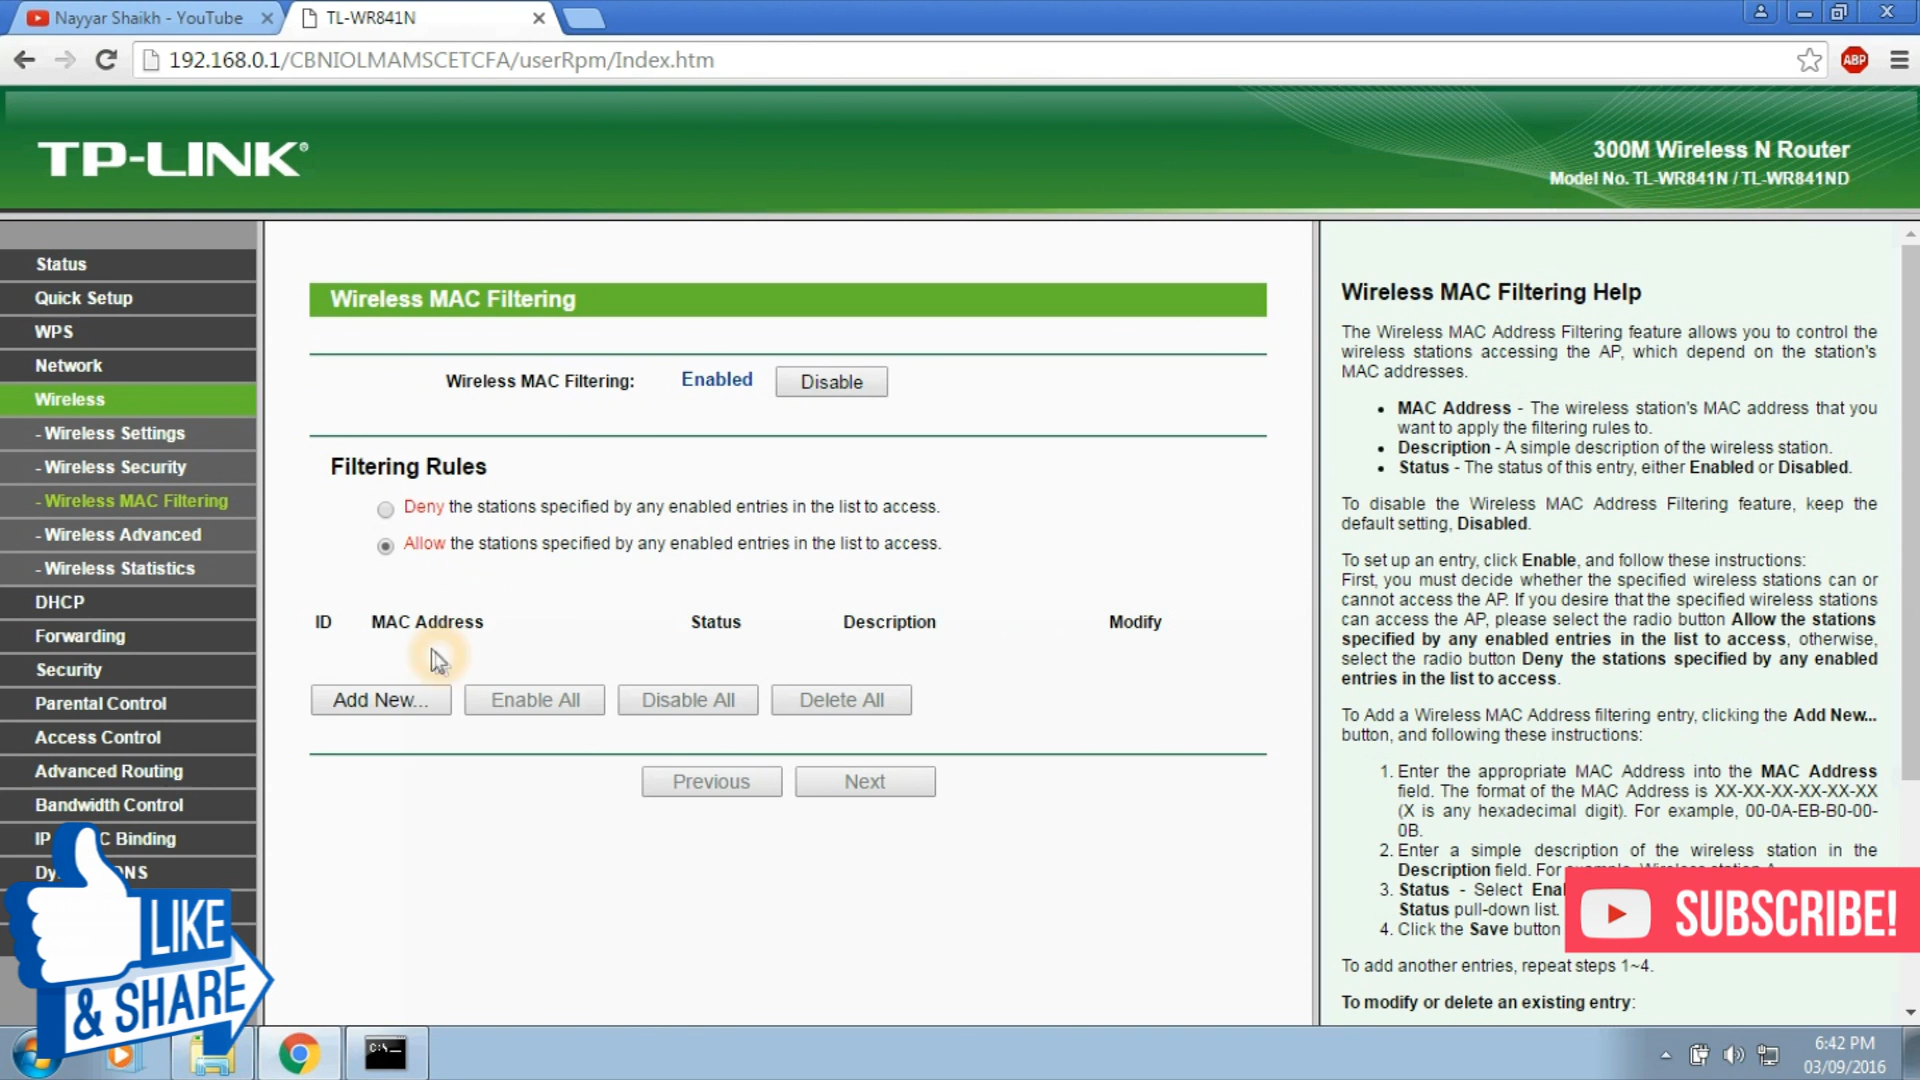 Nayyar Shaikh - YouTube
TL-WR841N
192.168.0.1/CBNIOLMAMSCETCFA/userRpm/Index.htm
ABP
TP-LINK®
300M Wireless N Router
Model No. TL-WR841N / TL-WR841ND
Status
Quick Setup
WPS
Network
Wireless
- Wireless Settings
- Wireless Security
- Wireless MAC Filtering
- Wireless Advanced
- Wireless Statistics
DHCP
Forwarding
Security
Parental Control
Access Control
Advanced Routing
Bandwidth Control
IP C Binding
Dy NS
LIKE
& SHARE
Wireless MAC Filtering
Wireless MAC Filtering: Enabled Disable
Filtering Rules
Deny the stations specified by any enabled entries in the list to access.
Allow the stations specified by any enabled entries in the list to access.
ID MAC Address Status Description Modify
Add New... Enable All Disable All Delete All
Previous Next
Wireless MAC Filtering Help
The Wireless MAC Address Filtering feature allows you to control the
wireless stations accessing the AP, which depend on the station's
MAC addresses.
• MAC Address - The wireless station's MAC address that you
want to apply the filtering rules to.
• Description - A simple description of the wireless station.
• Status - The status of this entry, either Enabled or Disabled.
To disable the Wireless MAC Address Filtering feature, keep the
default setting, Disabled.
To set up an entry, click Enable, and follow these instructions:
First, you must decide whether the specified wireless stations can or
cannot access the AP. If you desire that the specified wireless stations
can access the AP, please select the radio button Allow the stations
specified by any enabled entries in the list to access, otherwise,
select the radio button Deny the stations specified by any enabled
entries in the list to access.
To Add a Wireless MAC Address filtering entry, clicking the Add New...
button, and following these instructions:
1. Enter the appropriate MAC Address into the MAC Address
field. The format of the MAC Address is XX-XX-XX-XX-XX-XX
(X is any hexadecimal digit). For example, 00-0A-EB-B0-00-
0B.
2. Enter a simple description of the wireless station in the
Description field. For example, Wireless station A.
3. Status - Select Ena
Status pull-down list.
4. Click the Save button
To add another entries, repeat steps 1~4.
To modify or delete an existing entry:
SUBSCRIBE!
C:\
6:42 PM
03/09/2016